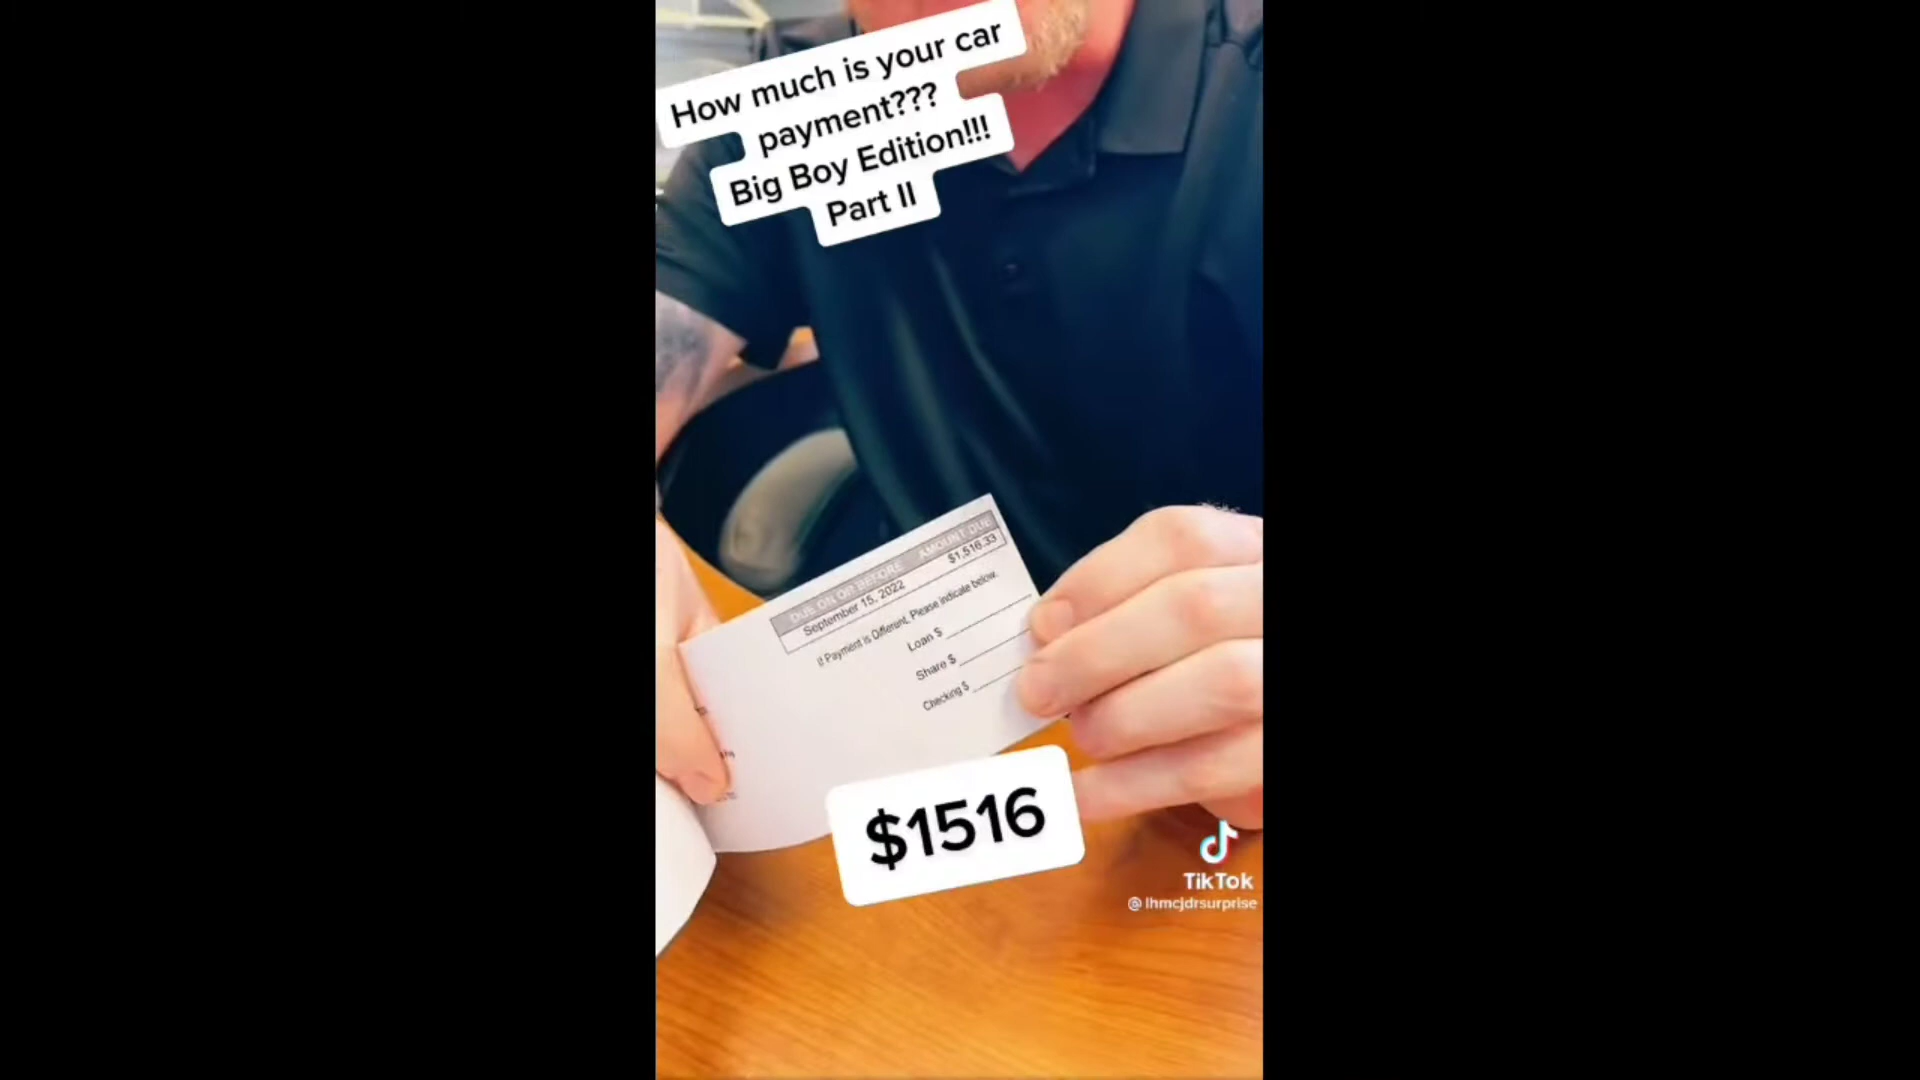 How much is your car
payment???
Big Boy Edition!!!
Part II
DUE ON OR BEFORE AMOUNT DUE
September 15, 2022 $1,516.33
If Payment is Different, Please indicate below.
Loan $
Share $
Checking $
$1516
TikTok
@lhmcjdrsurprise